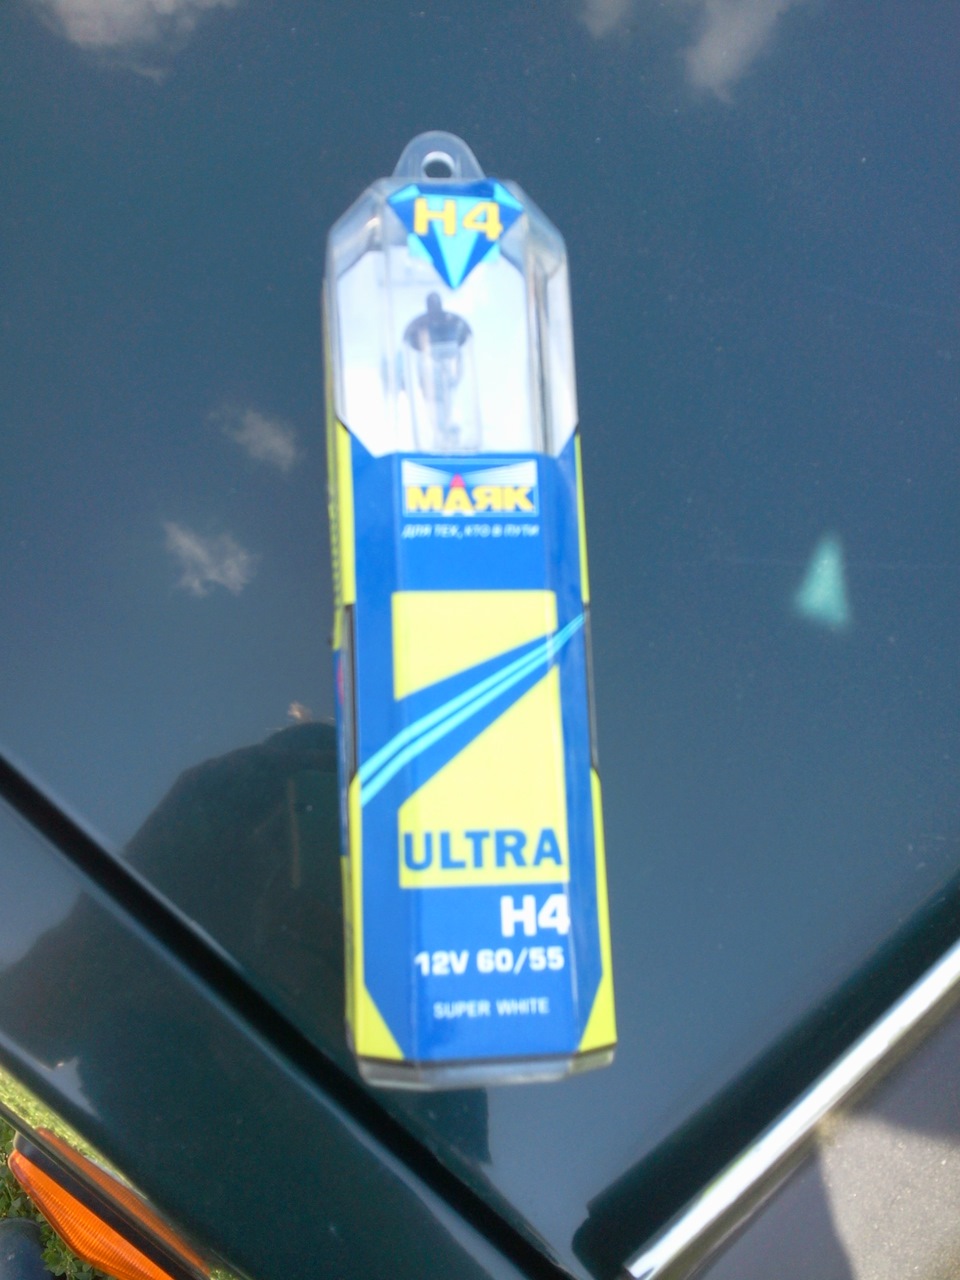 H4
МАЯК
ДЛЯ ТЕХ, КТО В ПУТИ
ULTRA
H4
12V 60/55
SUPER WHITE